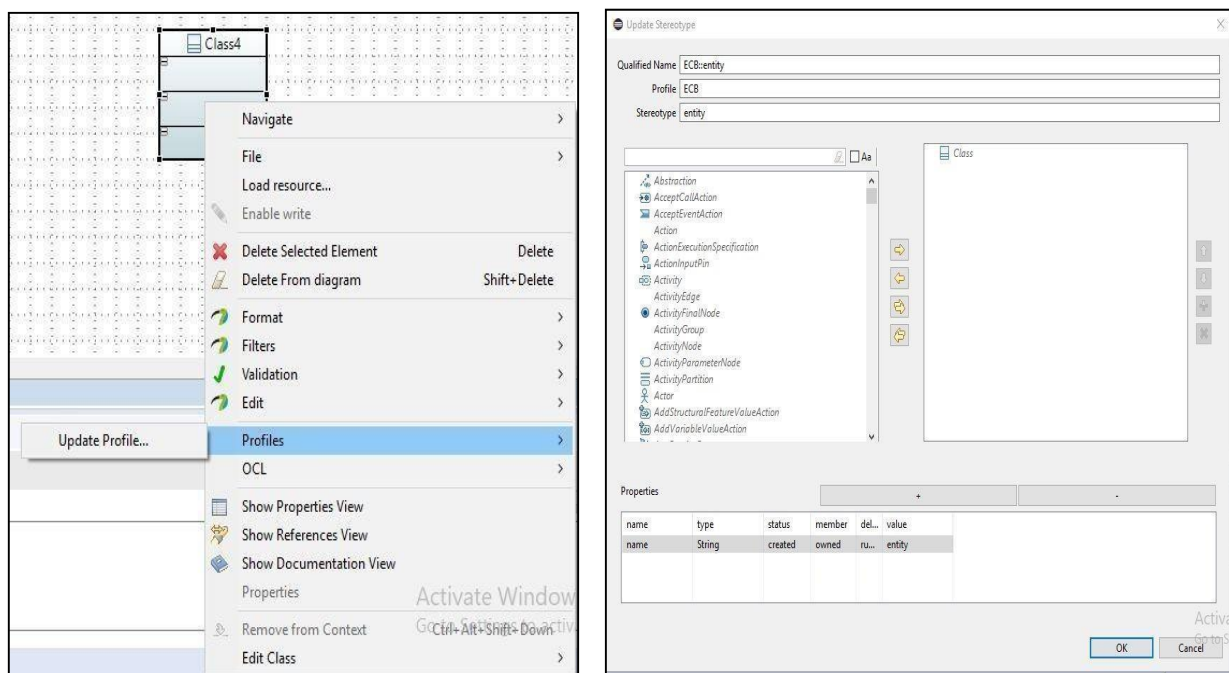 Class4
Navigate
File
Load resource...
Enable write
Delete Selected Element Delete
Delete From diagram Shift+Delete
Format
Filters
Validation
Edit
Update Profile...
Profiles
OCL
Show Properties View
Show References View
Show Documentation View
Properties
Activate Window
Remove from Context Ctrl+Alt+Shift+Down
Edit Class
Update Stereotype
Qualified Name ECB::entity
Profile ECB
Stereotype entity
Aa
Abstraction
AcceptCallAction
AcceptEventAction
Action
ActionExecutionSpecification
ActionInputPin
Activity
ActivityEdge
ActivityFinalNode
ActivityGroup
ActivityNode
ActivityParameterNode
ActivityPartition
Actor
AddStructuralFeatureValueAction
AddVariableValueAction
Class
Properties
+ -
name type status member del... value
name String created owned ru... entity
Activa
OK Cancel